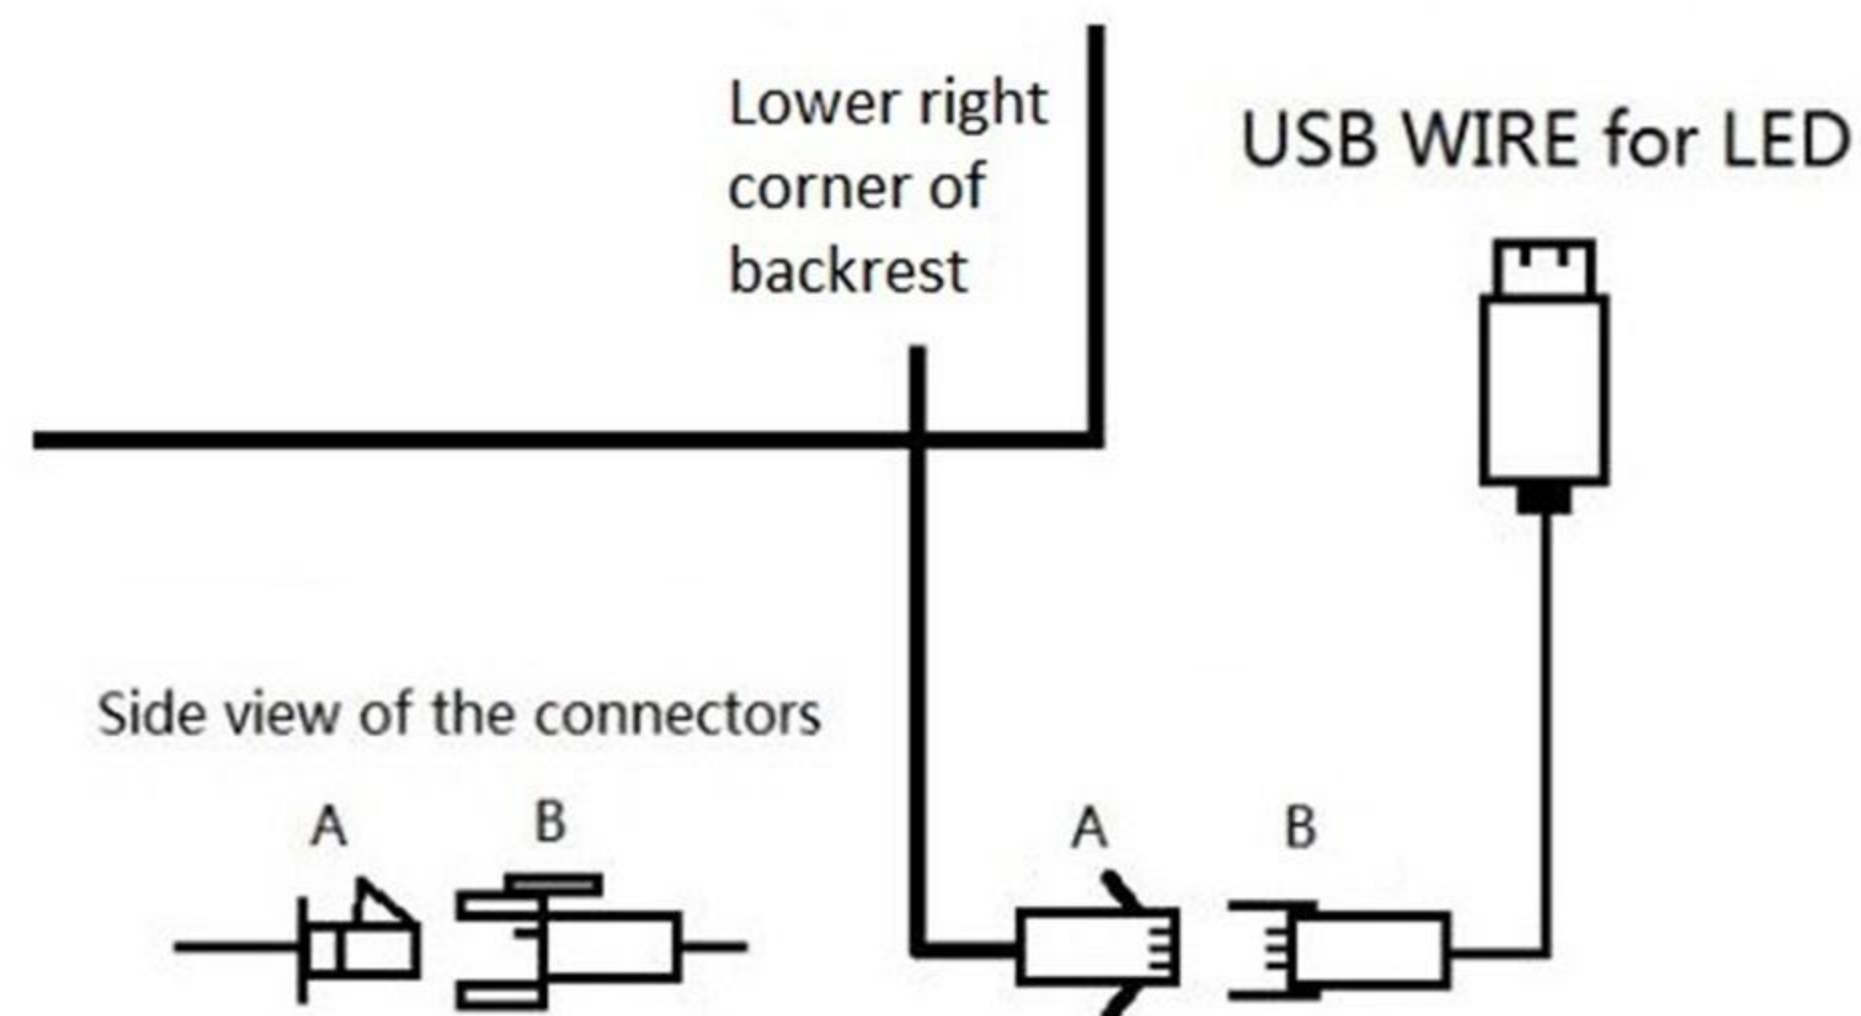 Lower right
corner of
backrest
USB WIRE for LED
Side view of the connectors
A
B
A
B